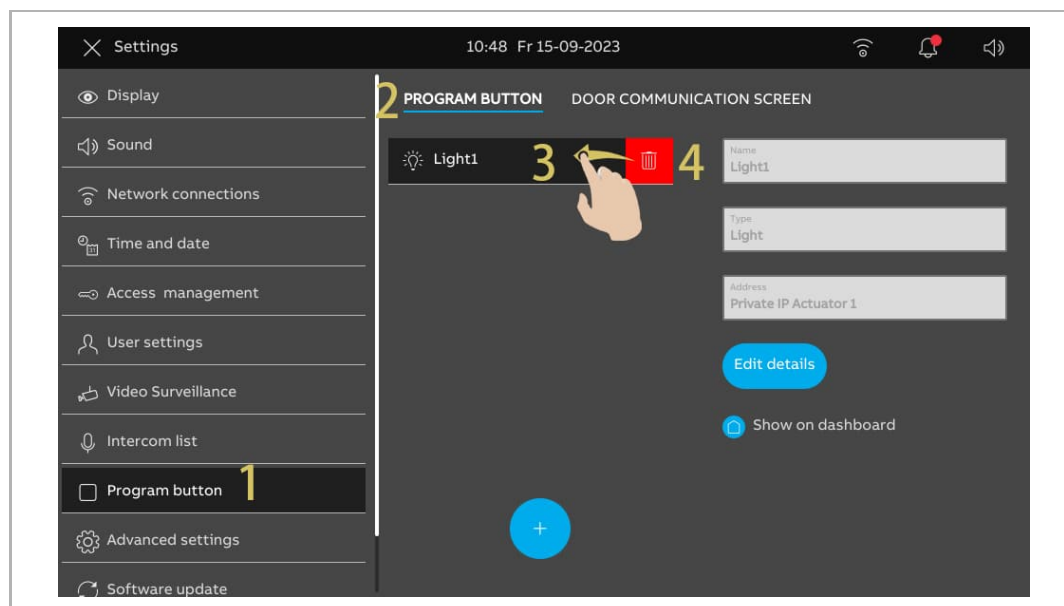 Settings
10:48 Fr 15-09-2023
Display
Sound
Network connections
Time and date
Access management
User settings
Video Surveillance
Intercom list
Program button
1
Advanced settings
Software update
2
PROGRAM BUTTON
DOOR COMMUNICATION SCREEN
Light1
3
4
Name
Light1
Type
Light
Address
Private IP Actuator 1
Edit details
Show on dashboard
+